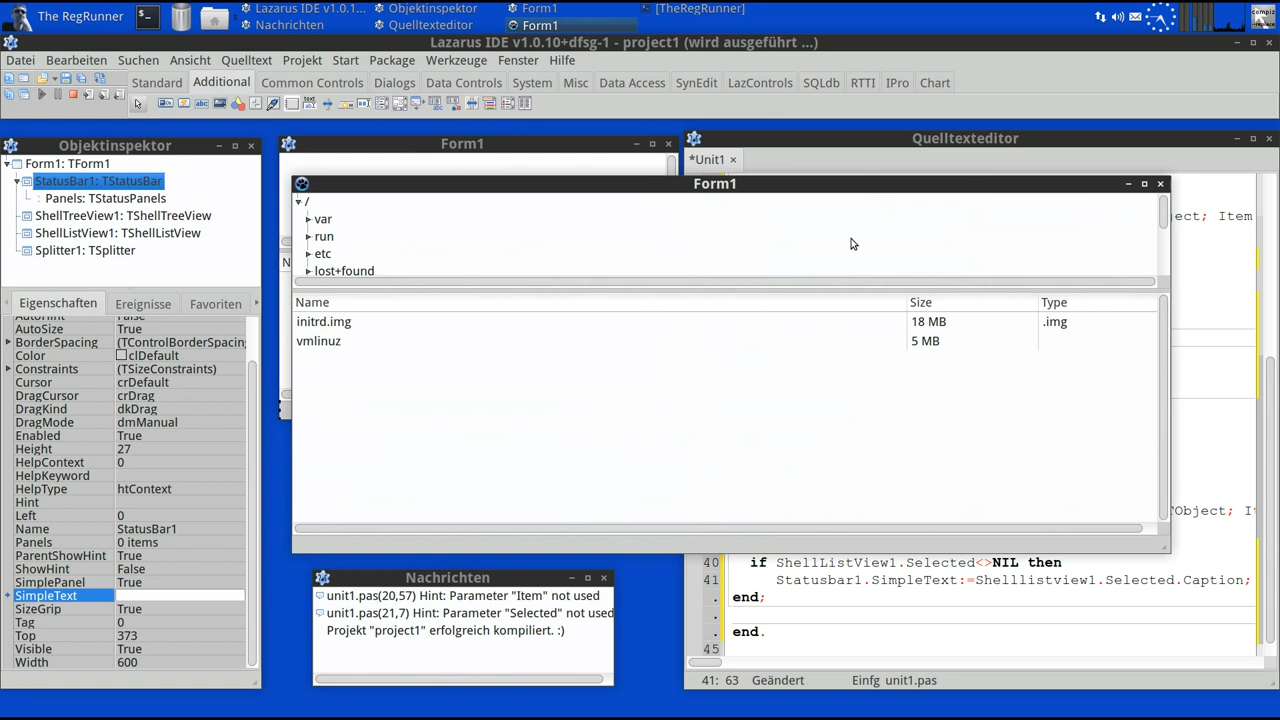 The RegRunner
Lazarus IDE v1.0.1...
Objektinspektor
Form1
[TheRegRunner]
Nachrichten
Quelltexteditor
Form1
compiz
--replace
Lazarus IDE v1.0.10+dfsg-1 - project1 (wird ausgeführt ...)
Datei Bearbeiten Suchen Ansicht Quelltext Projekt Start Package Werkzeuge Fenster Hilfe
Standard Additional Common Controls Dialogs Data Controls System Misc Data Access SynEdit LazControls SQLdb RTTI IPro Chart
Objektinspektor
Form1: TForm1
StatusBar1: TStatusBar
Panels: TStatusPanels
ShellTreeView1: TShellTreeView
ShellListView1: TShellListView
Splitter1: TSplitter
Eigenschaften Ereignisse Favoriten
AutoSize True
BorderSpacing (TControlBorderSpacing
Color clDefault
Constraints (TSizeConstraints)
Cursor crDefault
DragCursor crDrag
DragKind dkDrag
DragMode dmManual
Enabled True
Height 27
HelpContext 0
HelpKeyword
HelpType htContext
Hint
Left 0
Name StatusBar1
Panels 0 items
ParentShowHint True
ShowHint False
SimplePanel True
SimpleText
SizeGrip True
Tag 0
Top 373
Visible True
Width 600
Form1
N
Form1
/
var
run
etc
lost+found
Name Size Type
initrd.img 18 MB .img
vmlinuz 5 MB
Nachrichten
unit1.pas(20,57) Hint: Parameter "Item" not used
unit1.pas(21,7) Hint: Parameter "Selected" not used
Projekt "project1" erfolgreich kompiliert. :)
Quelltexteditor
*Unit1
ject; Item
Object; It
40 if ShellListView1.Selected<>NIL then
41 Statusbar1.SimpleText:=Shelllistview1.Selected.Caption;
. end;
.
. end.
45
41: 63 Geändert Einfg unit1.pas